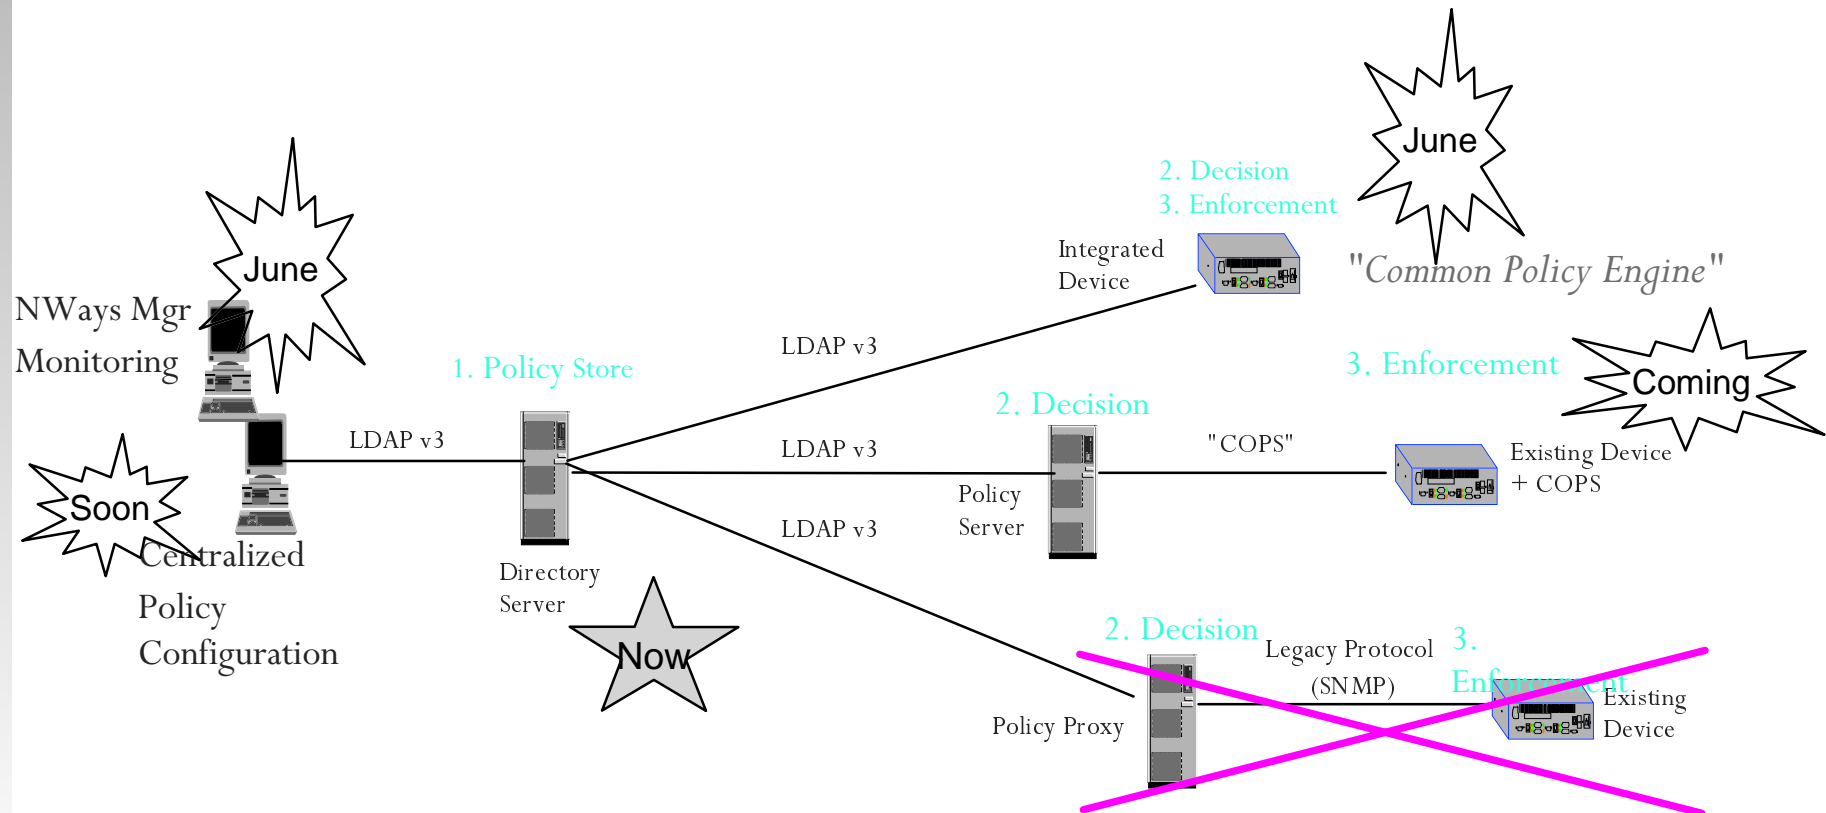 June
2. Decision
3. Enforcement
June
Integrated
Device
"Common Policy Engine"
NWays Mgr
Monitoring
LDAP v3
1. Policy Store
3. Enforcement
Coming
2. Decision
LDAP v3
LDAP v3
"COPS"
Existing Device
+ COPS
Soon
Policy
Server
LDAP v3
Centralized
Policy
Configuration
Directory
Server
Now
2. Decision
Legacy Protocol
(SNMP)
3.
Enforcement
Existing
Device
Policy Proxy